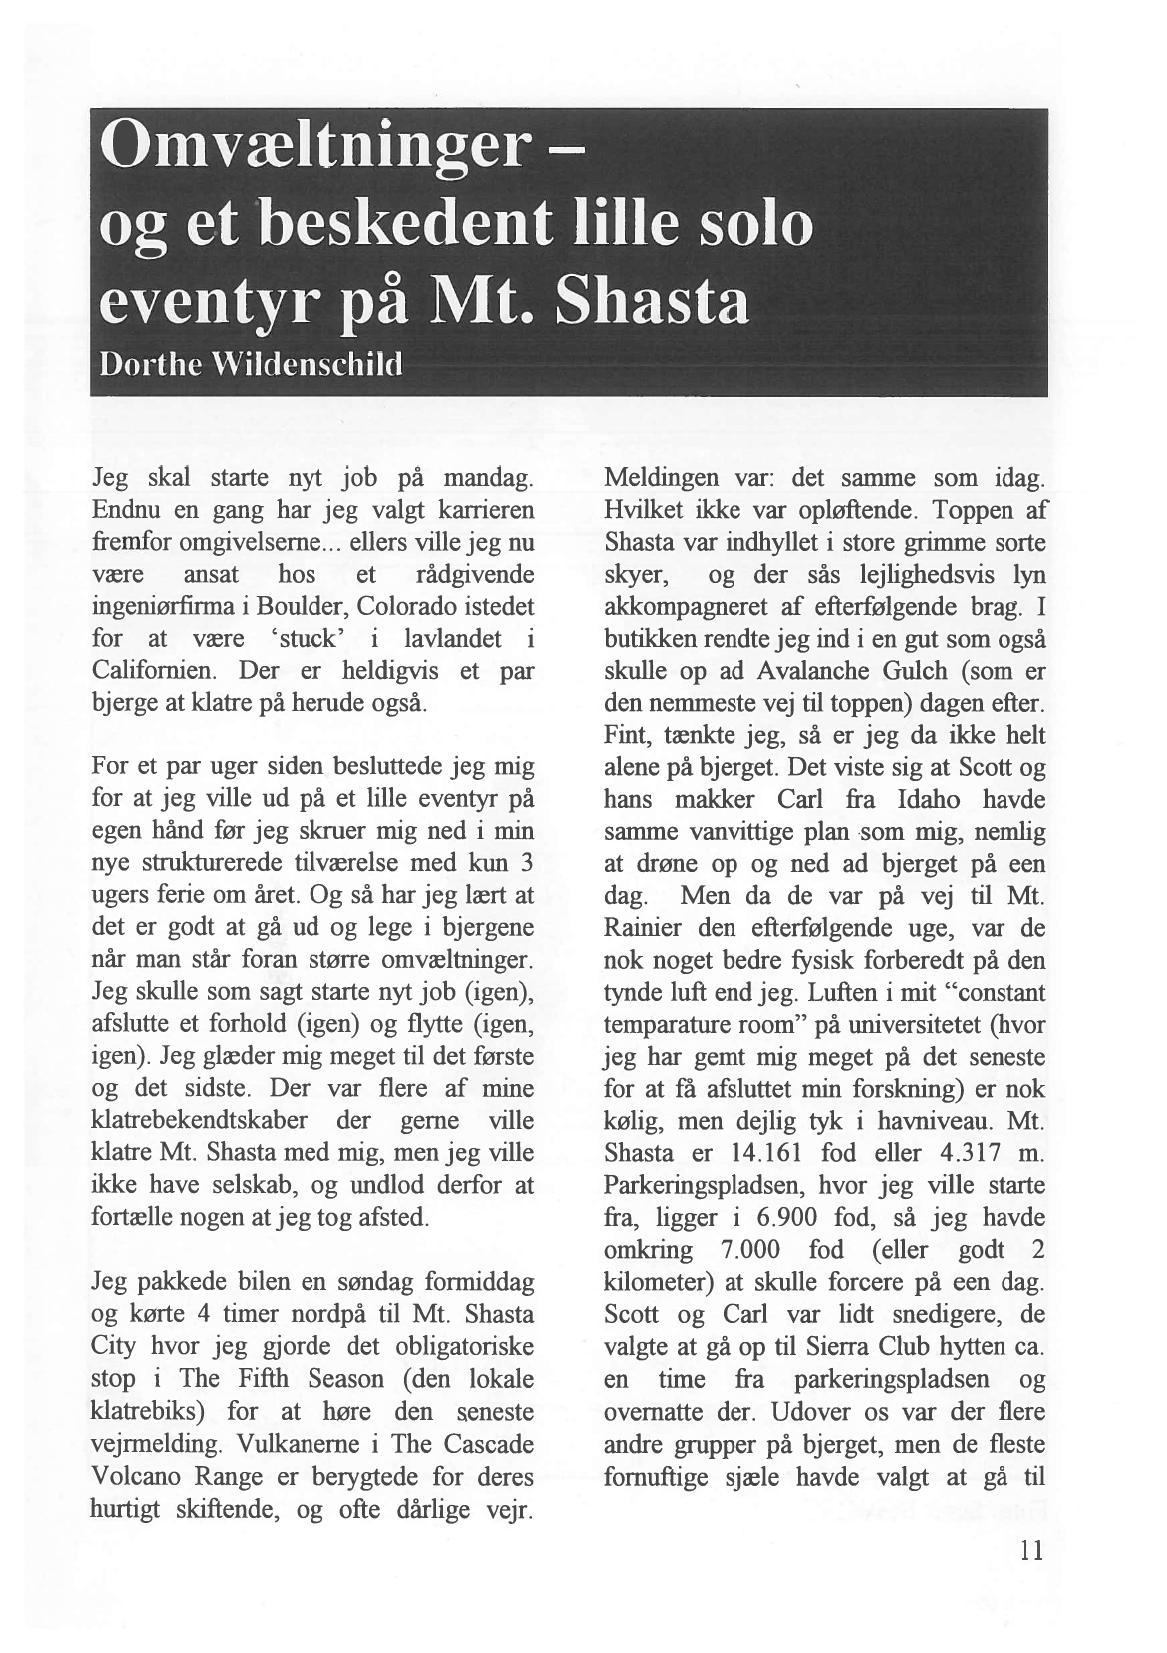 Omvæltninger –
og et beskedent lille solo
eventyr på Mt. Shasta
Dorthe Wildenschild
Jeg skal starte nyt job på mandag.
Endnu en gang har jeg valgt karrieren
fremfor omgivelserne... ellers ville jeg nu
være ansat hos et rådgivende
ingeniørfirma i Boulder, Colorado istedet
for at være ‘stuck’ i lavlandet i
Californien. Der er heldigvis et par
bjerge at klatre på herude også.
For et par uger siden besluttede jeg mig
for at jeg ville ud på et lille eventyr på
egen hånd før jeg skruer mig ned i min
nye strukturerede tilværelse med kun 3
ugers ferie om året. Og så har jeg lært at
det er godt at gå ud og lege i bjergene
når man står foran større omvæltninger.
Jeg skulle som sagt starte nyt job (igen),
afslutte et forhold (igen) og flytte (igen,
igen). Jeg glæder mig meget til det første
og det sidste. Der var flere af mine
klatrebekendtskaber der gerne ville
klatre Mt. Shasta med mig, men jeg ville
ikke have selskab, og undlod derfor at
fortælle nogen at jeg tog afsted.
Jeg pakkede bilen en søndag formiddag
og kørte 4 timer nordpå til Mt. Shasta
City hvor jeg gjorde det obligatoriske
stop i The Fifth Season (den lokale
klatrebiks) for at høre den seneste
vejrmelding. Vulkanerne i The Cascade
Volcano Range er berygtede for deres
hurtigt skiftende, og ofte dårlige vejr.
Meldingen var: det samme som idag.
Hvilket ikke var opløftende. Toppen af
Shasta var indhyllet i store grimme sorte
skyer, og der sås lejlighedsvis lyn
akkompagneret af efterfølgende brag. I
butikken rendte jeg ind i en gut som også
skulle op ad Avalanche Gulch (som er
den nemmeste vej til toppen) dagen efter.
Fint, tænkte jeg, så er jeg da ikke helt
alene på bjerget. Det viste sig at Scott og
hans makker Carl fra Idaho havde
samme vanvittige plan som mig, nemlig
at drøne op og ned ad bjerget på een
dag. Men da de var på vej til Mt.
Rainier den efterfølgende uge, var de
nok noget bedre fysisk forberedt på den
tynde luft end jeg. Luften i mit “constant
temparature room” på universitetet (hvor
jeg har gemt mig meget på det seneste
for at få afsluttet min forskning) er nok
kølig, men dejlig tyk i havniveau. Mt.
Shasta er 14.161 fod eller 4.317 m.
Parkeringspladsen, hvor jeg ville starte
fra, ligger i 6.900 fod, så jeg havde
omkring 7.000 fod (eller godt 2
kilometer) at skulle forcere på een dag.
Scott og Carl var lidt snedigere, de
valgte at gå op til Sierra Club hytten ca.
en time fra parkeringspladsen og
overnatte der. Udover os var der flere
andre grupper på bjerget, men de fleste
fornuftige sjæle havde valgt at gå til
11